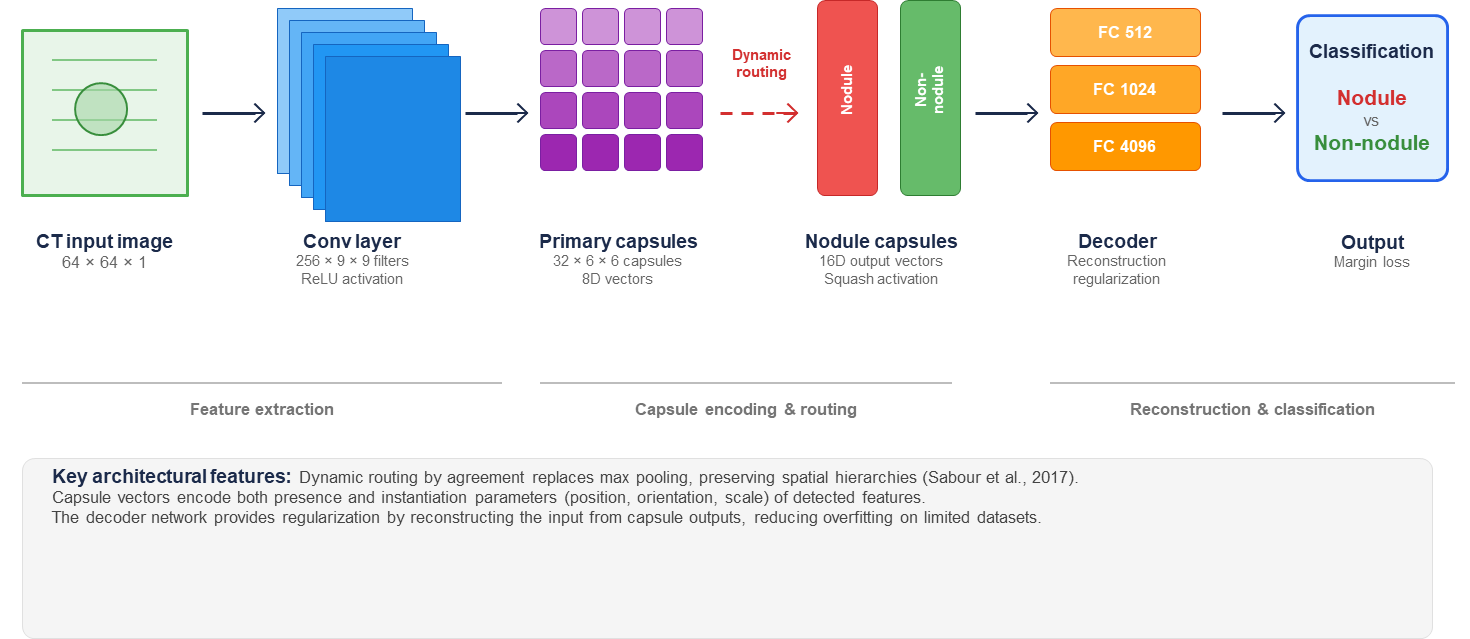 Dynamic
routing
Nodule
Non-
nodule
FC 512
FC 1024
FC 4096
Classification
Nodule
vs
Non-nodule
CT input image
64 × 64 × 1
Conv layer
256 × 9 × 9 filters
ReLU activation
Primary capsules
32 × 6 × 6 capsules
8D vectors
Nodule capsules
16D output vectors
Squash activation
Decoder
Reconstruction
regularization
Output
Margin loss
Feature extraction
Capsule encoding & routing
Reconstruction & classification
Key architectural features: Dynamic routing by agreement replaces max pooling, preserving spatial hierarchies (Sabour et al., 2017).
Capsule vectors encode both presence and instantiation parameters (position, orientation, scale) of detected features.
The decoder network provides regularization by reconstructing the input from capsule outputs, reducing overfitting on limited datasets.